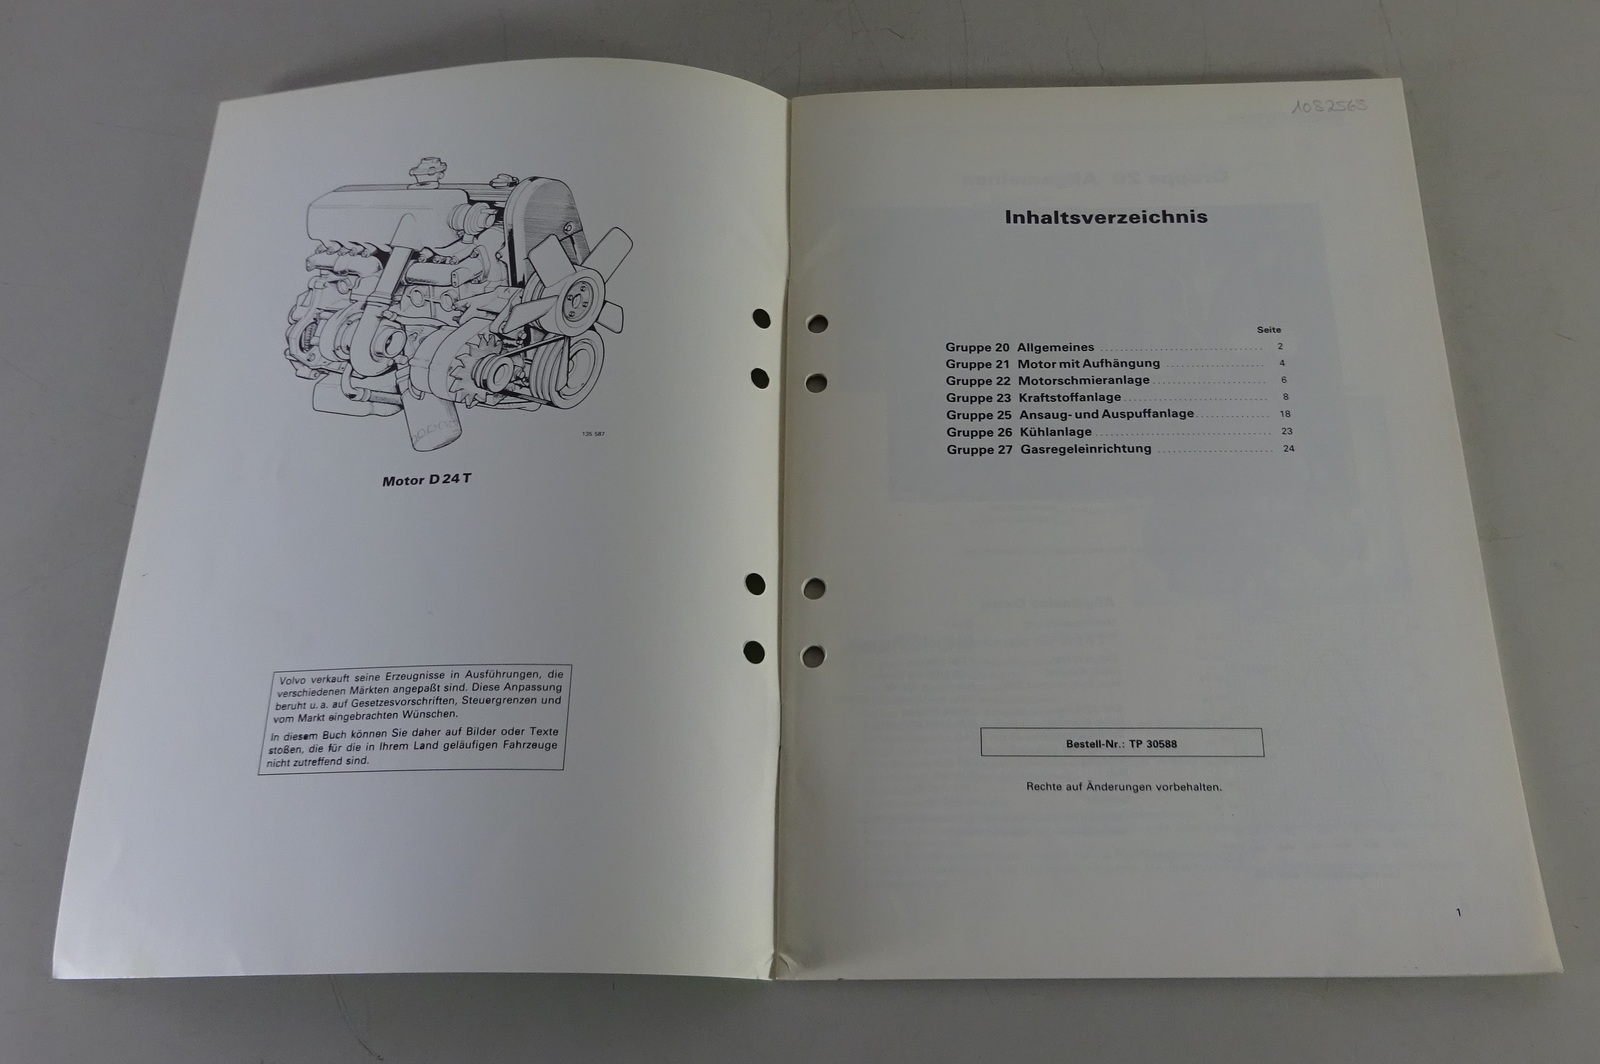 135 587
Motor D 24 T
Volvo verkauft seine Erzeugnisse in Ausführungen, die
verschiedenen Märkten angepaßt sind. Diese Anpassung
beruht u. a. auf Gesetzesvorschriften, Steuergrenzen und
vom Markt eingebrachten Wünschen.
In diesem Buch können Sie daher auf Bilder oder Texte
stoßen, die für die in Ihrem Land geläufigen Fahrzeuge
nicht zutreffend sind.
1082565
Inhaltsverzeichnis
Seite
Gruppe 20 Allgemeines 2
Gruppe 21 Motor mit Aufhängung 4
Gruppe 22 Motorschmieranlage 6
Gruppe 23 Kraftstoffanlage 8
Gruppe 25 Ansaug- und Auspuffanlage 18
Gruppe 26 Kühlanlage 23
Gruppe 27 Gasregeleinrichtung 24
Bestell-Nr.: TP 30588
Rechte auf Änderungen vorbehalten.
1